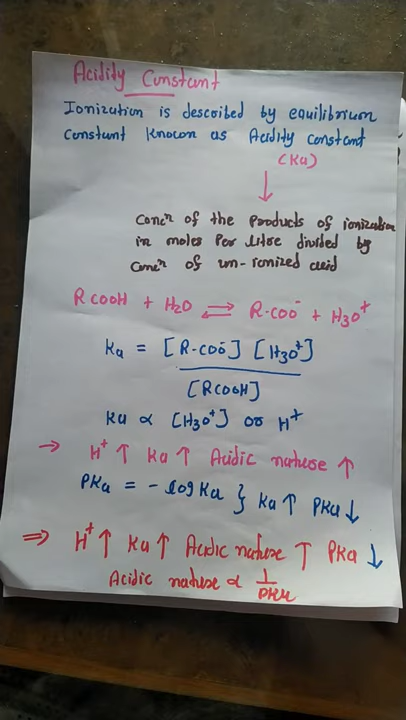 Acidity Constant
Ionization is described by equilibrium
constant known as Acidity constant
(Ka)
↓
Concn of the products of ionization
in moles per litre divided by
Concn of un-ionized acid
RCOOH + H2O ⇌ R-COO⁻ + H3O⁺
Ka = [R-COO⁻] [H3O⁺]
[RCOOH]
Ka ∝ [H3O⁺] or H⁺
→ H⁺ ↑ Ka ↑ Acidic nature ↑
PKa = - log Ka } Ka ↑ PKa ↓
⇒ H⁺ ↑ Ka ↑ Acidic nature ↑ PKa ↓
Acidic nature ∝ 1/PKa